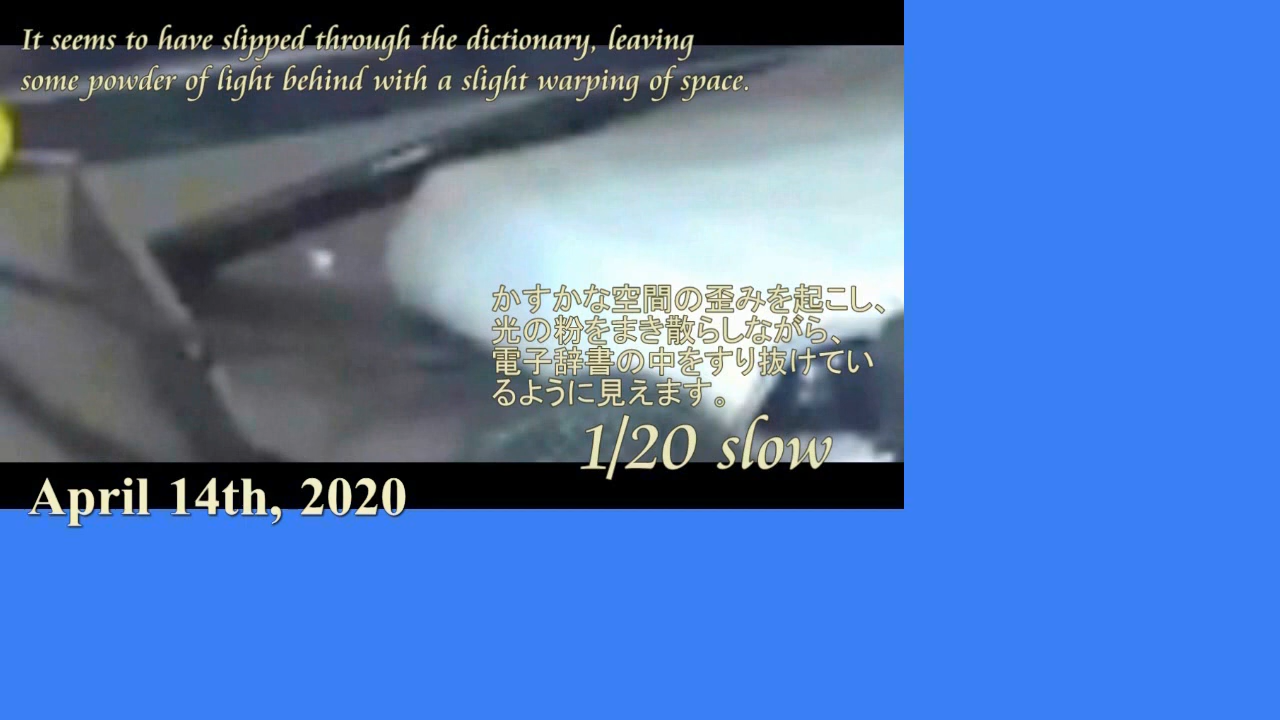 It seems to have slipped through the dictionary, leaving
some powder of light behind with a slight warping of space.
かすかな空間の歪みを起こし、
光の粉をまき散らしながら、
電子辞書の中をすり抜けてい
るように見えます。
1/20 slow
April 14th, 2020